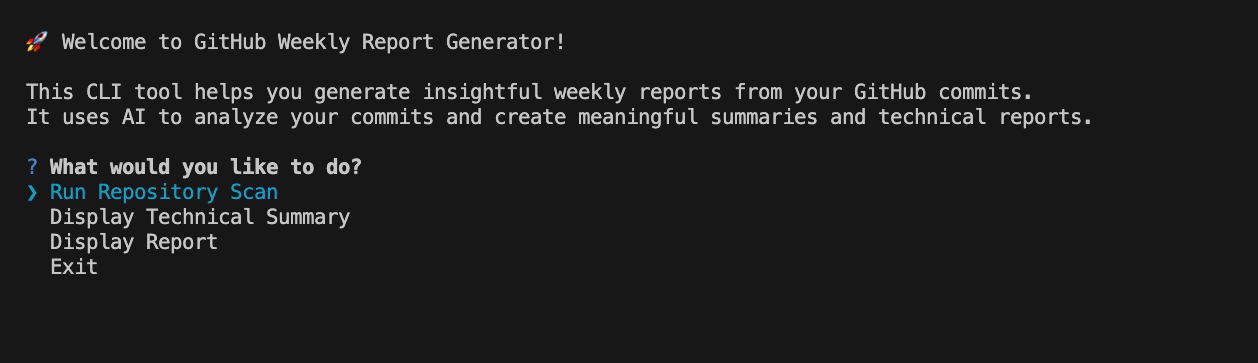 🚀 Welcome to GitHub Weekly Report Generator!
This CLI tool helps you generate insightful weekly reports from your GitHub commits.
It uses AI to analyze your commits and create meaningful summaries and technical reports.
? What would you like to do?
❯ Run Repository Scan
Display Technical Summary
Display Report
Exit